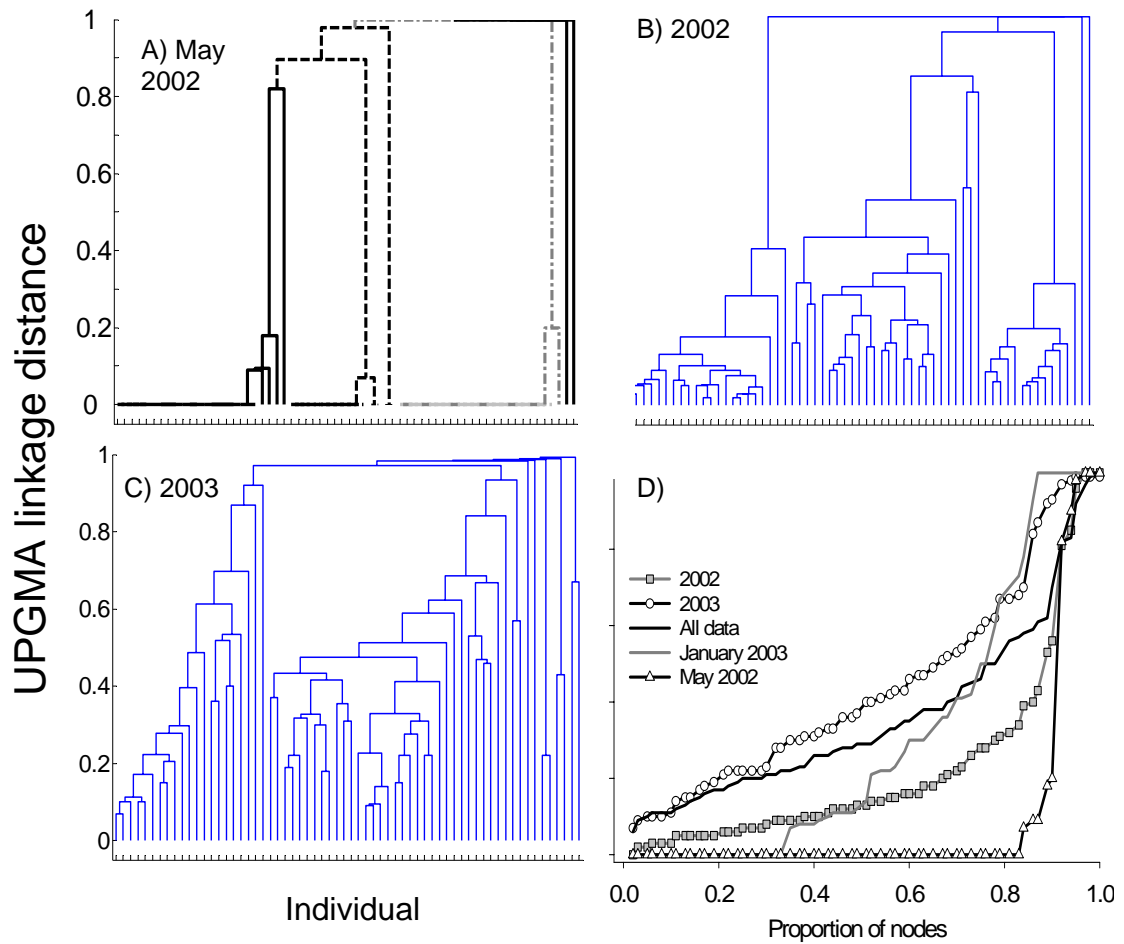 A) May
2002
B) 2002
1
0.8
0.6
0.4
0.2
0
UPGMA linkage distance
C) 2003
D)
1
0.8
0.6
0.4
0.2
0
2002
2003
All data
January 2003
May 2002
0.0 0.2 0.4 0.6 0.8 1.0
Individual
Proportion of nodes